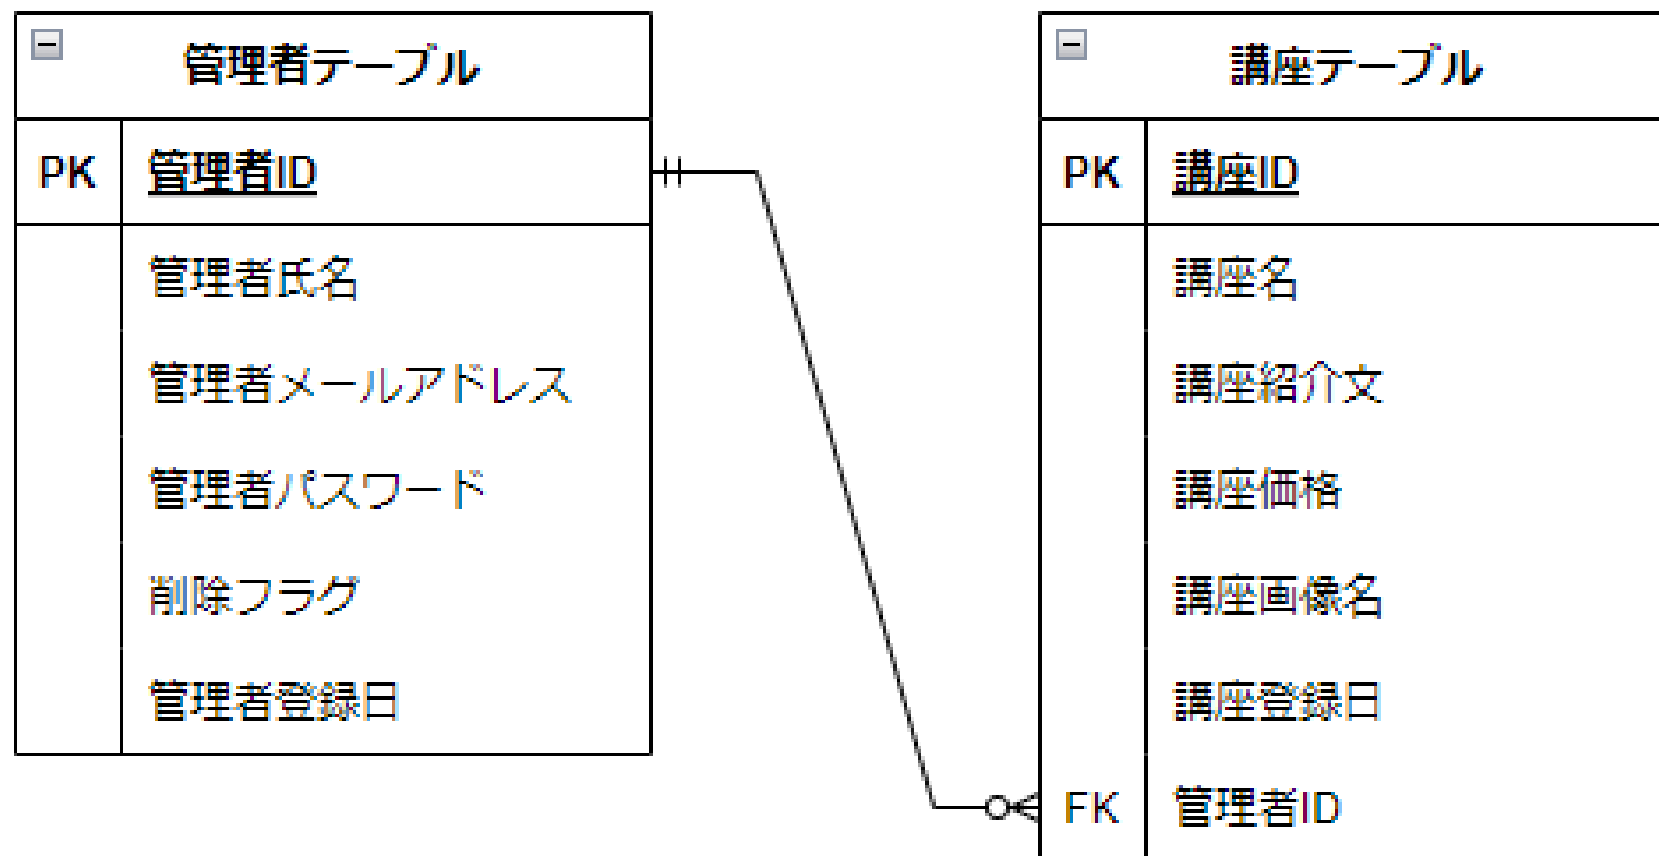 管理者テーブル
PK 管理者ID
管理者氏名
管理者メールアドレス
管理者パスワード
削除フラグ
管理者登録日
講座テーブル
PK 講座ID
講座名
講座紹介文
講座価格
講座画像名
講座登録日
FK 管理者ID